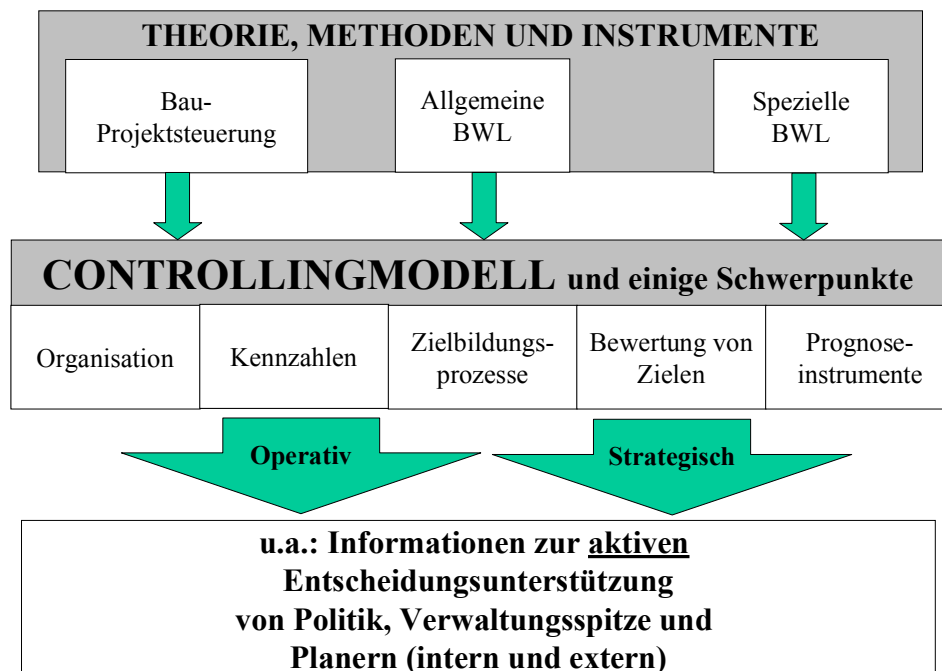 THEORIE, METHODEN UND INSTRUMENTE
Bau-
Projektsteuerung
Allgemeine
BWL
Spezielle
BWL
CONTROLLINGMODELL und einige Schwerpunkte
Organisation
Kennzahlen
Zielbildungs-
prozesse
Bewertung von
Zielen
Prognose-
instrumente
Operativ
Strategisch
u.a.: Informationen zur aktiven
Entscheidungsunterstützung
von Politik, Verwaltungsspitze und
Planern (intern und extern)